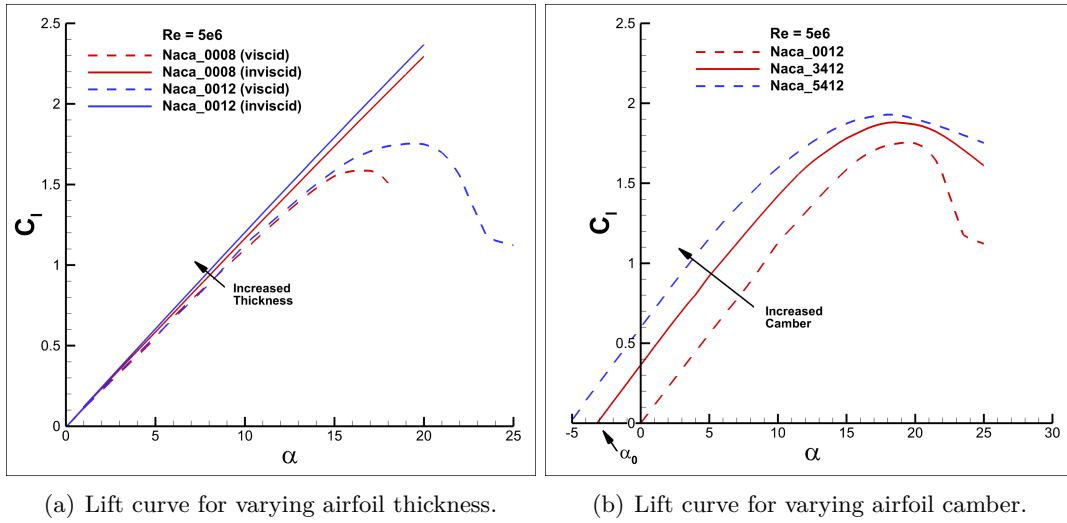 2.5
2
1.5
1
0.5
0
0
5
10
15
20
25
Cl
α
Re = 5e6
Naca_0008 (viscid)
Naca_0008 (inviscid)
Naca_0012 (viscid)
Naca_0012 (inviscid)
Increased
Thickness
(a) Lift curve for varying airfoil thickness.
2.5
2
1.5
1
0.5
0
-5
0
5
10
15
20
25
30
Cl
α
α0
Re = 5e6
Naca_0012
Naca_3412
Naca_5412
Increased
Camber
(b) Lift curve for varying airfoil camber.